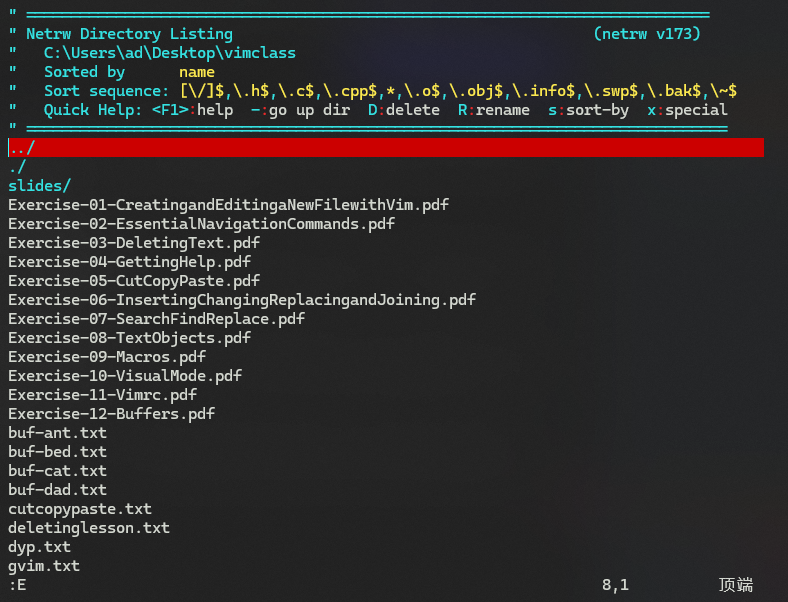 " ============================================================================
" Netrw Directory Listing                                        (netrw v173)
"   C:\Users\ad\Desktop\vimclass
"   Sorted by      name
"   Sort sequence: [\/]$,\.h$,\.c$,\.cpp$,*,\.o$,\.obj$,\.info$,\.swp$,\.bak$,\~$
"   Quick Help: <F1>:help  -:go up dir  D:delete  R:rename  s:sort-by  x:special
" ==============================================================================
../
./
slides/
Exercise-01-CreatingandEditingaNewFilewithVim.pdf
Exercise-02-EssentialNavigationCommands.pdf
Exercise-03-DeletingText.pdf
Exercise-04-GettingHelp.pdf
Exercise-05-CutCopyPaste.pdf
Exercise-06-InsertingChangingReplacingandJoining.pdf
Exercise-07-SearchFindReplace.pdf
Exercise-08-TextObjects.pdf
Exercise-09-Macros.pdf
Exercise-10-VisualMode.pdf
Exercise-11-Vimrc.pdf
Exercise-12-Buffers.pdf
buf-ant.txt
buf-bed.txt
buf-cat.txt
buf-dad.txt
cutcopypaste.txt
deletinglesson.txt
dyp.txt
gvim.txt
:E                                                                8,1          顶端